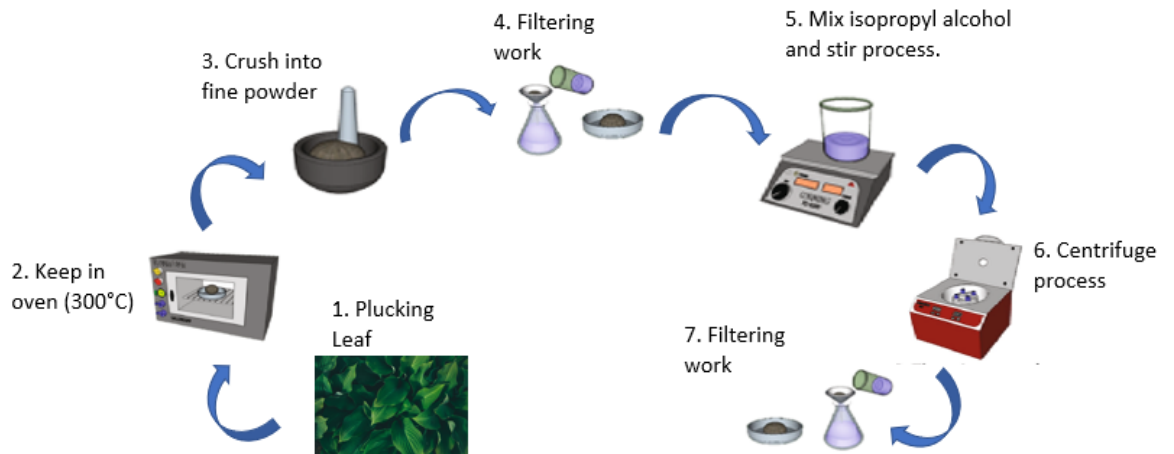 1. Plucking
Leaf
2. Keep in
oven (300°C)
3. Crush into
fine powder
4. Filtering
work
5. Mix isopropyl alcohol
and stir process.
6. Centrifuge
process
7. Filtering
work